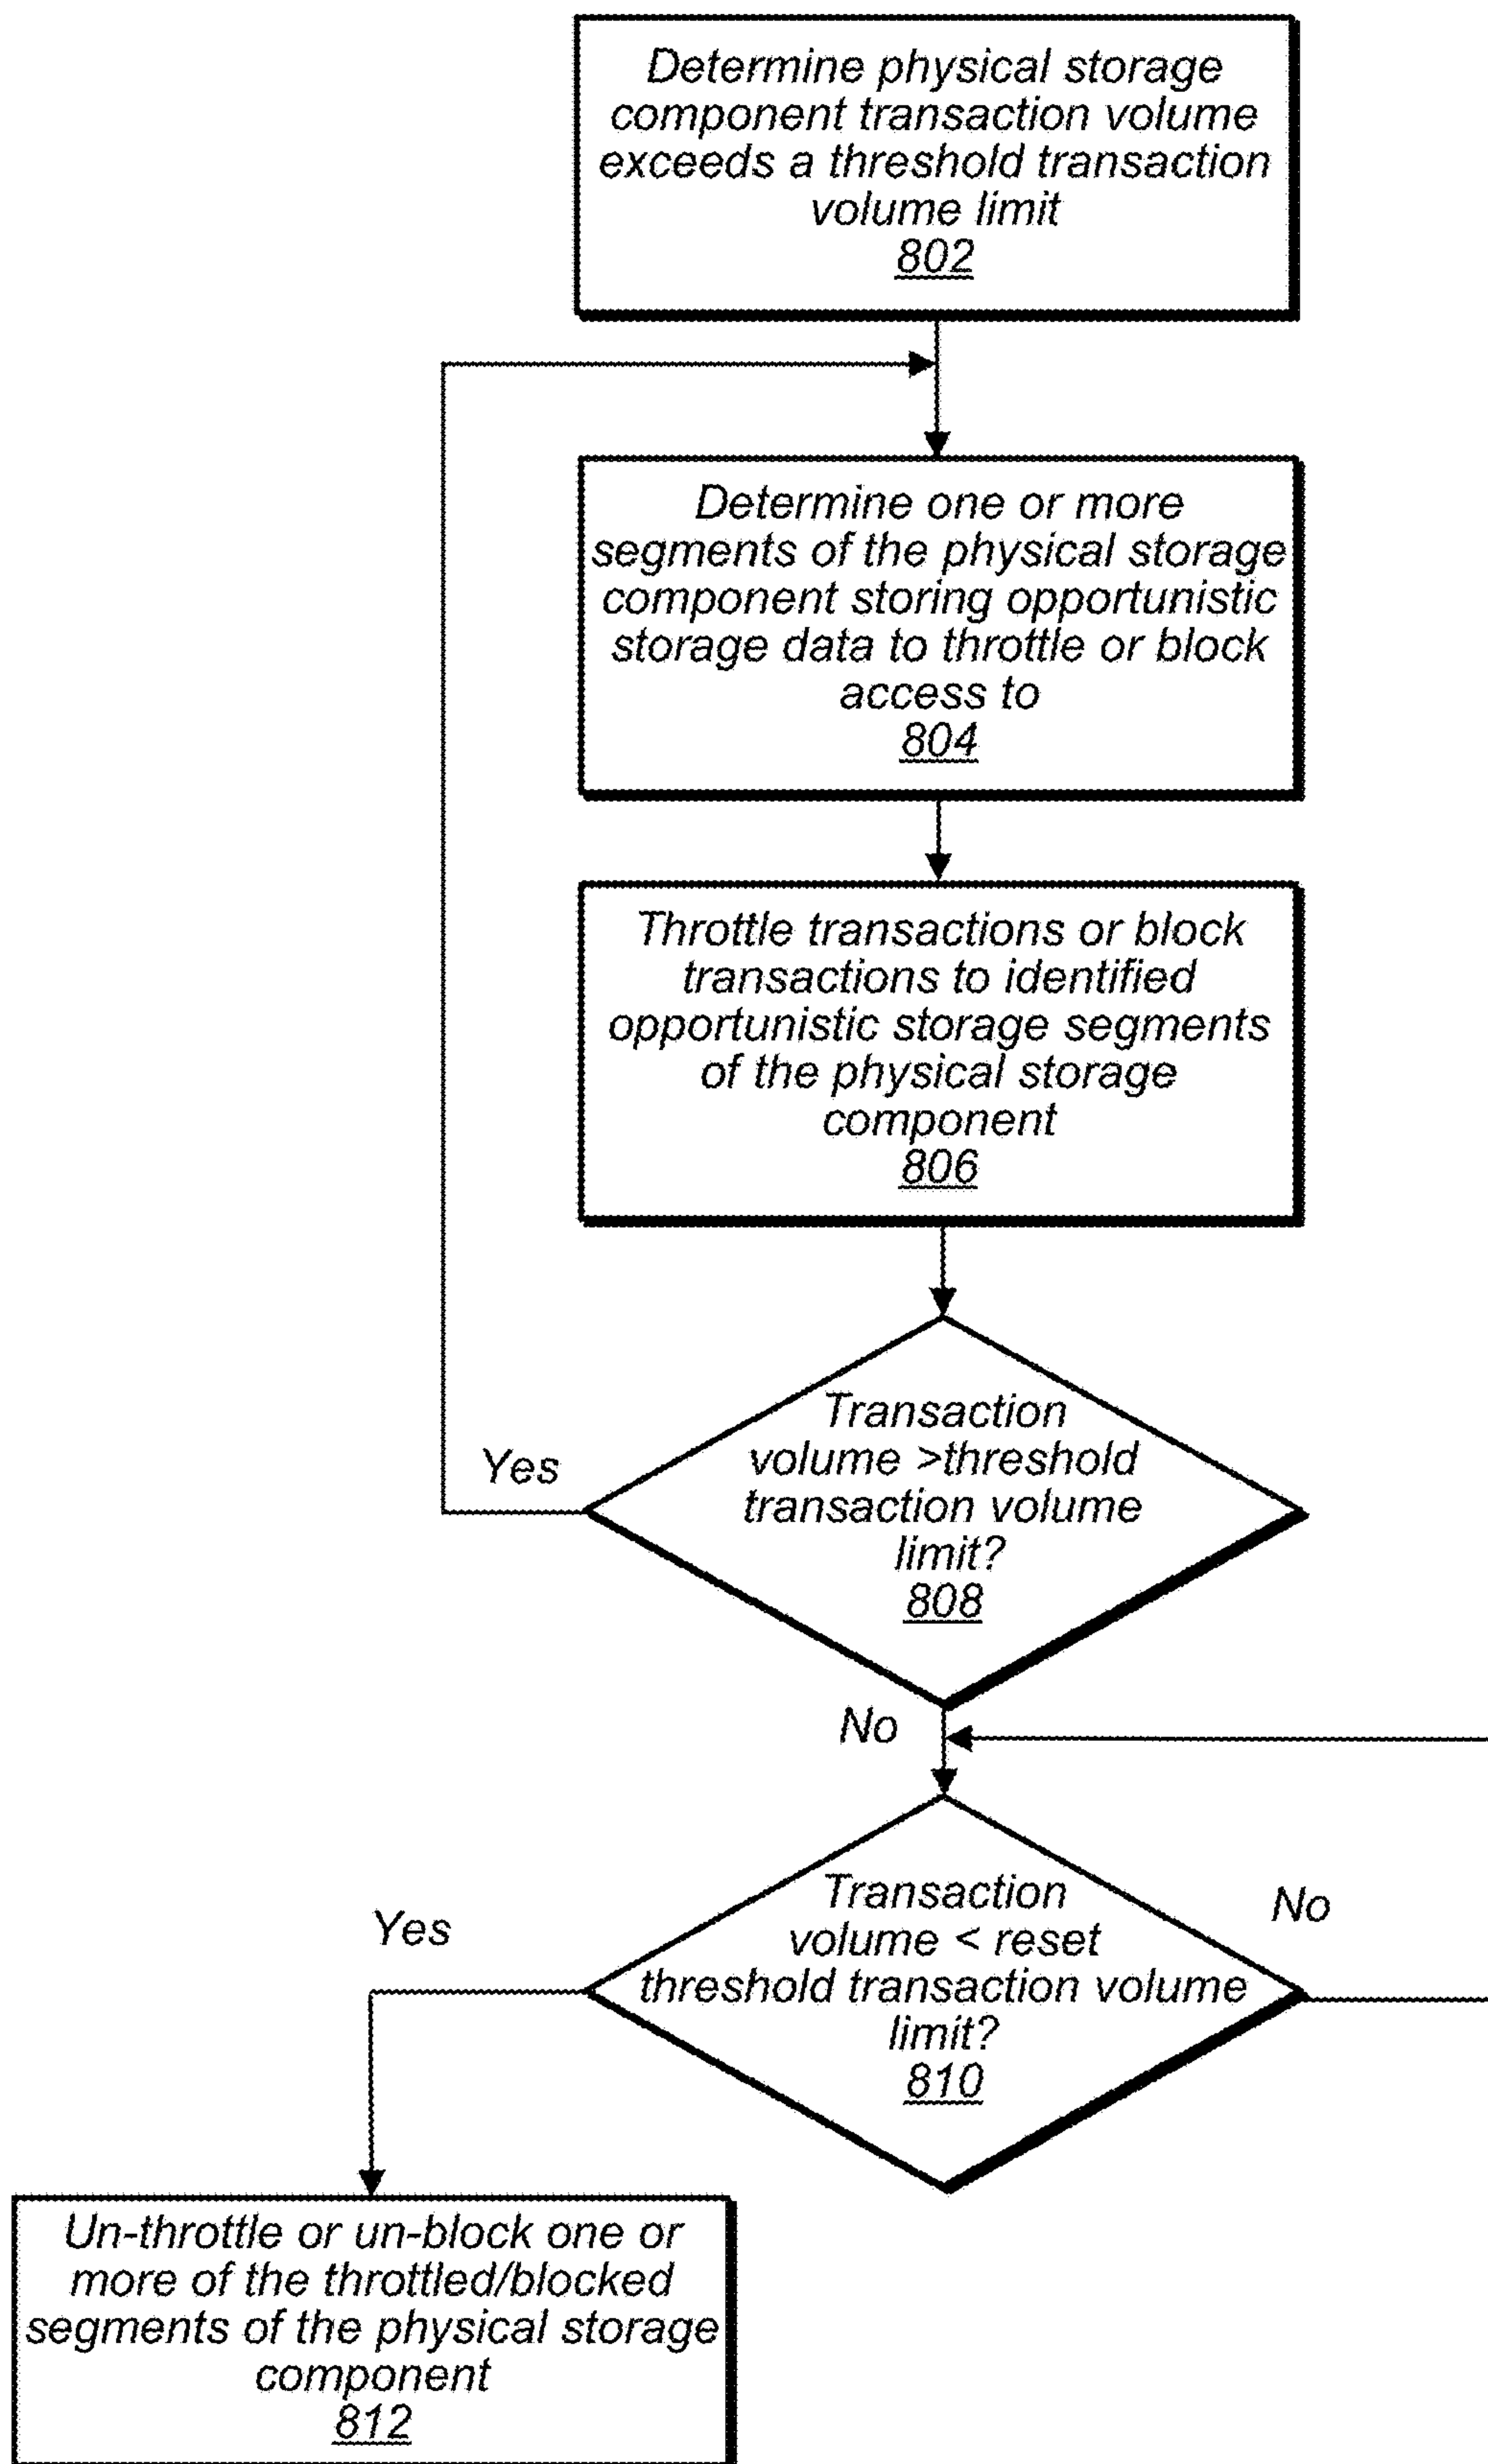 Determine physical storage
component transaction volume
exceeds a threshold transaction
volume limit
802
Determine one or more
segments of the physical storage
component storing opportunistic
storage data to throttle or block
access to
804
Throttle transactions or block
transactions to identified
opportunistic storage segments
of the physical storage
component
806
Transaction
volume >threshold
transaction volume
limit?
808
Yes
No
Transaction
volume < reset
threshold transaction volume
limit?
810
Yes
No
Un-throttle or un-block one or
more of the throttled/blocked
segments of the physical storage
component
812